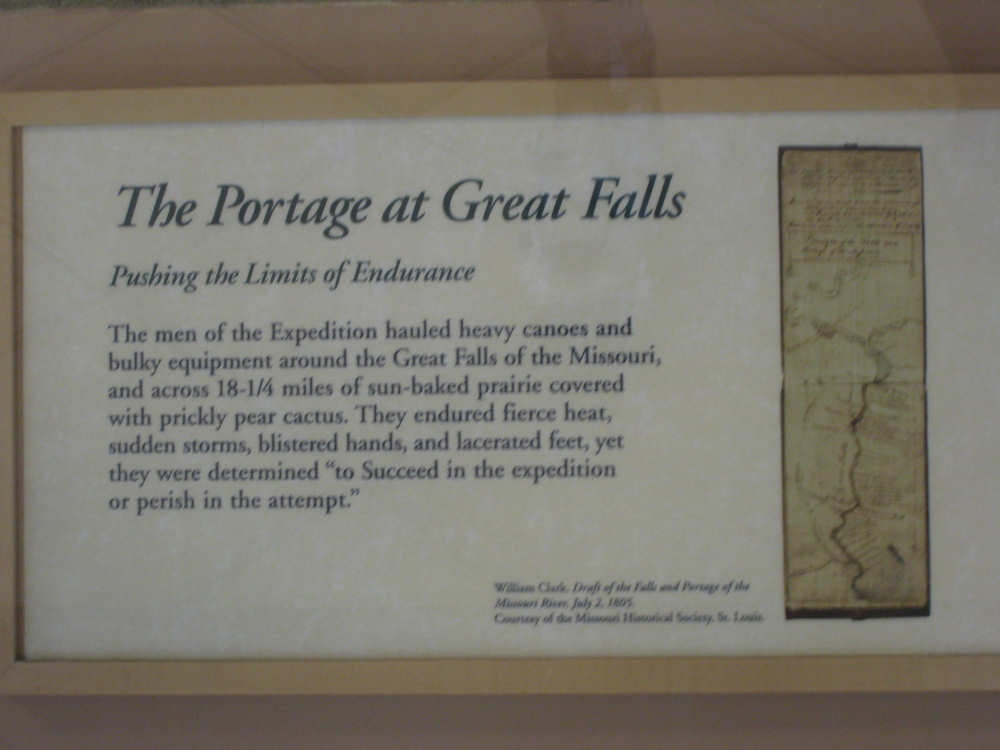 The Portage at Great Falls
Pushing the Limits of Endurance
The men of the Expedition hauled heavy canoes and
bulky equipment around the Great Falls of the Missouri,
and across 18-1/4 miles of sun-baked prairie covered
with prickly pear cactus. They endured fierce heat,
sudden storms, blistered hands, and lacerated feet, yet
they were determined “to Succeed in the expedition
or perish in the attempt.”
William Clark. Draft of the Falls and Portage of the
Missouri River, July 2, 1805.
Courtesy of the Missouri Historical Society, St. Louis.